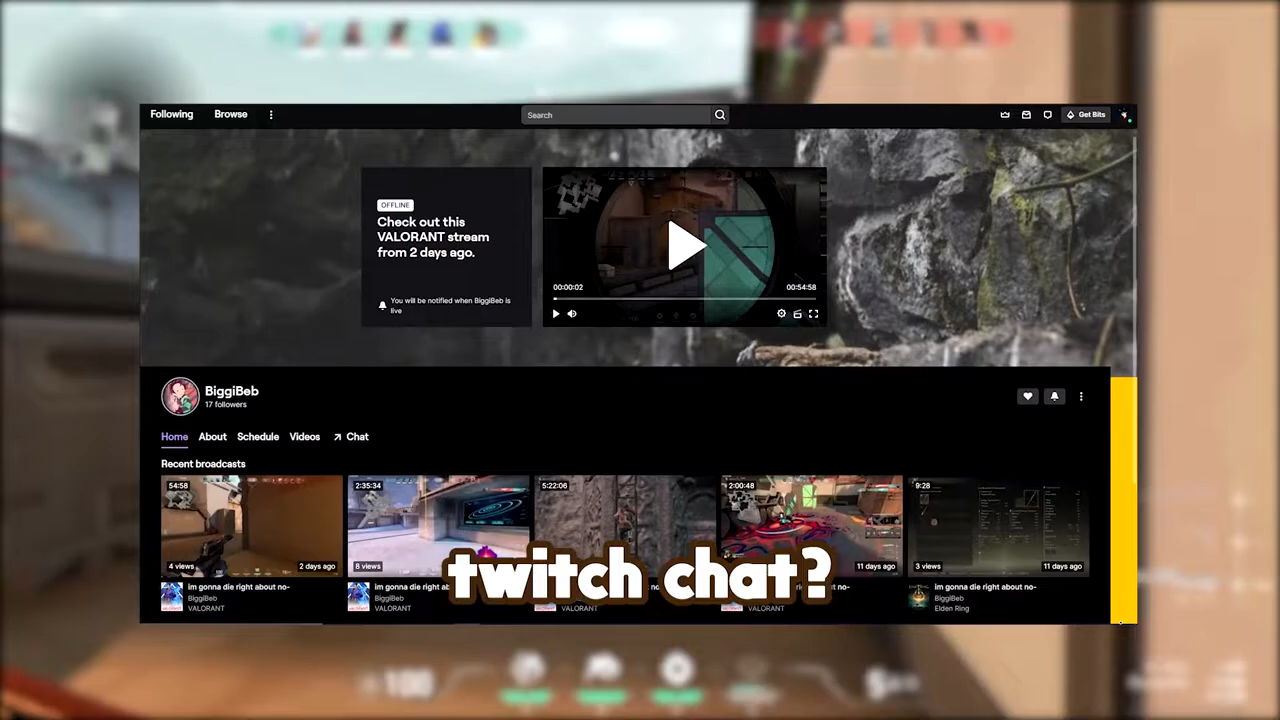 Following Browse Search Get Bits
OFFLINE
Check out this
VALORANT stream
from 2 days ago.
You will be notified when BiggiBeb is
live
00:00:02 00:54:58
BiggiBeb
17 followers
Home About Schedule Videos Chat
Recent broadcasts
54:58 2:35:34 5:22:06 2:00:48 9:28
4 views 2 days ago 8 views 11 days ago 3 views 11 days ago
twitch chat?
im gonna die right about no- im gonna die right about no- im gonna die right about no-
BiggiBeb BiggiBeb BiggiBeb
VALORANT VALORANT VALORANT VALORANT Elden Ring
100